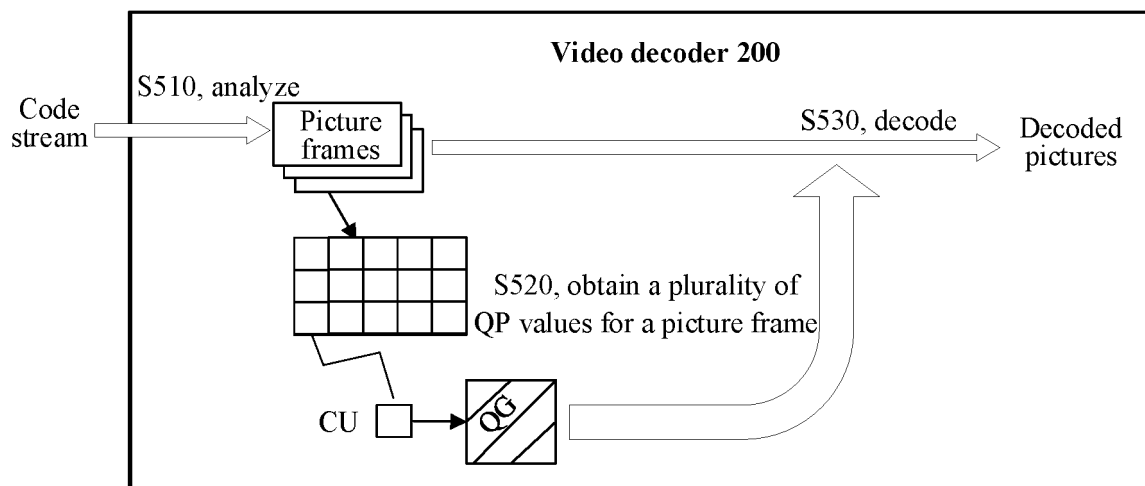 Video decoder 200
S510, analyze
Code
stream
Picture
frames
S530, decode
Decoded
pictures
S520, obtain a plurality of
QP values for a picture frame
CU
QG